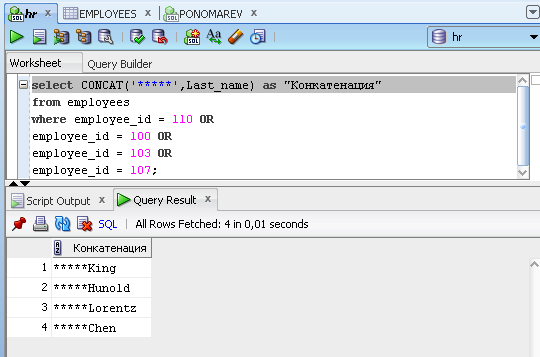 hr EMPLOYEES x PONOMAREV x
Aa hr
Worksheet Query Builder
select CONCAT('*****',Last_name) as "Конкатенация"
from employees
where employee_id = 110 OR
employee_id = 100 OR
employee_id = 103 OR
employee_id = 107;
Script Output x Query Result x
SQL | All Rows Fetched: 4 in 0,01 seconds
Конкатенация
1 *****King
2 *****Hunold
3 *****Lorentz
4 *****Chen